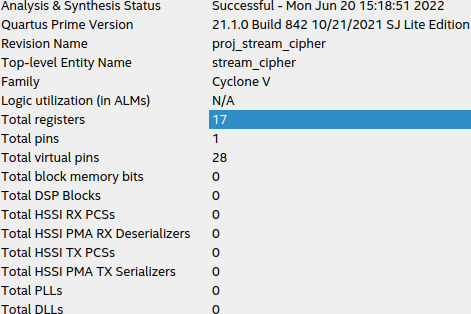 Analysis & Synthesis Status Successful - Mon Jun 20 15:18:51 2022
Quartus Prime Version 21.1.0 Build 842 10/21/2021 SJ Lite Edition
Revision Name proj_stream_cipher
Top-level Entity Name stream_cipher
Family Cyclone V
Logic utilization (in ALMs) N/A
Total registers 17
Total pins 1
Total virtual pins 28
Total block memory bits 0
Total DSP Blocks 0
Total HSSI RX PCSs 0
Total HSSI PMA RX Deserializers 0
Total HSSI TX PCSs 0
Total HSSI PMA TX Serializers 0
Total PLLs 0
Total DLLs 0